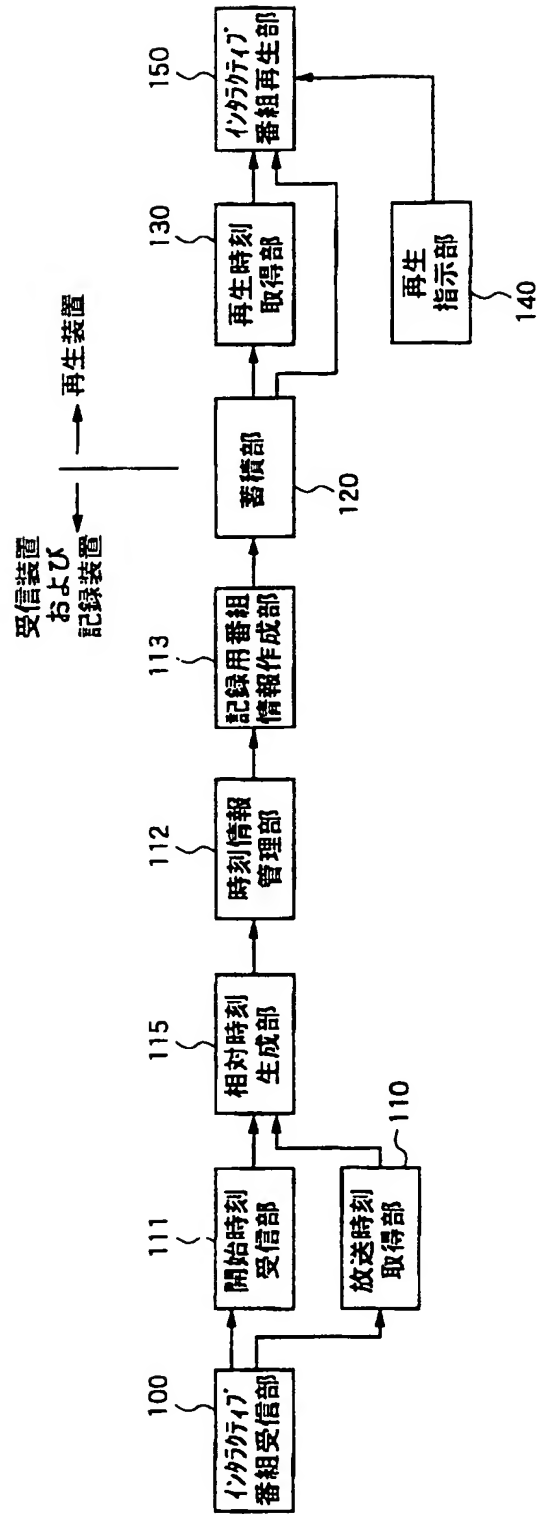 受信装置
および
記録装置
再生装置
100
インタラクティブ
番組受信部
111
開始時刻
受信部
放送時刻
取得部
110
115
相対時刻
生成部
112
時刻情報
管理部
113
記録用番組
情報作成部
蓄積部
120
130
再生時刻
取得部
150
インタラクティブ
番組再生部
再生
指示部
140